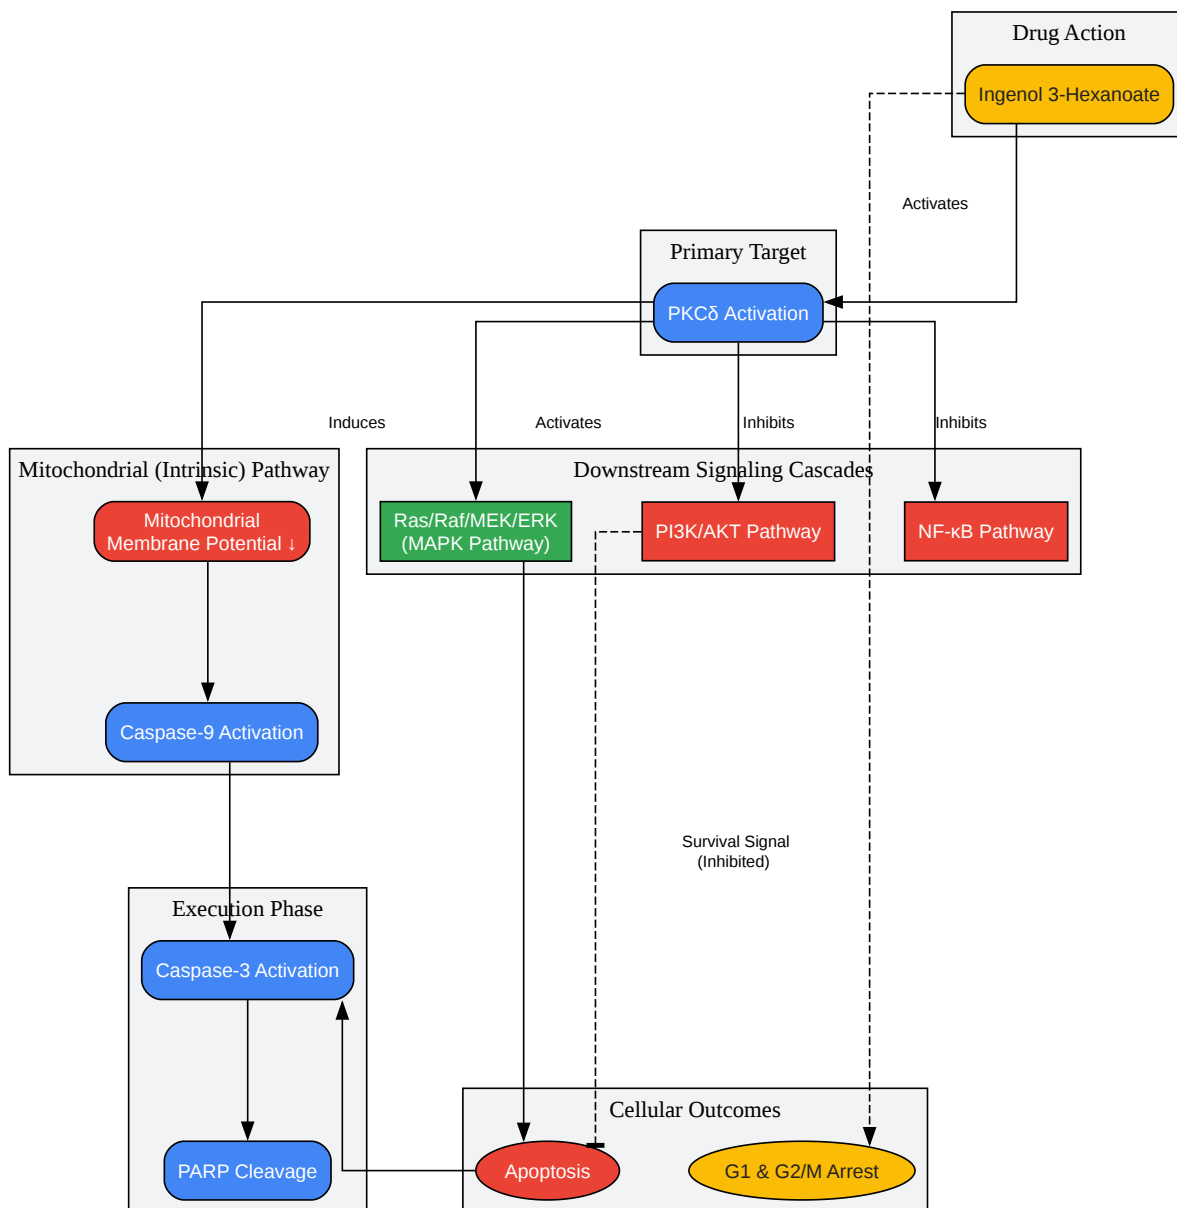 Drug Action
Ingenol 3-Hexanoate
Activates
Primary Target
PKCδ Activation
Induces
Activates
Inhibits
Inhibits
Mitochondrial (Intrinsic) Pathway
Downstream Signaling Cascades
Mitochondrial
Membrane Potential ↓
Ras/Raf/MEK/ERK
(MAPK Pathway)
PI3K/AKT Pathway
NF-κB Pathway
Caspase-9 Activation
Survival Signal
(Inhibited)
Execution Phase
Caspase-3 Activation
Cellular Outcomes
PARP Cleavage
Apoptosis
G1 & G2/M Arrest